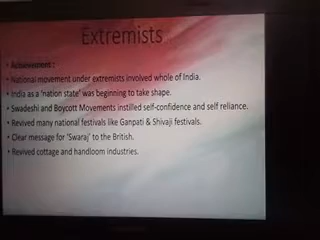 Extremists
• Achievement :
• National movement under extremists involved whole of India.
• India as a 'nation state' was beginning to take shape.
• Swadeshi and Boycott Movements instilled self-confidence and self reliance.
• Revived many national festivals like Ganpati & Shivaji festivals.
• Clear message for 'Swaraj' to the British.
• Revived cottage and handloom industries.